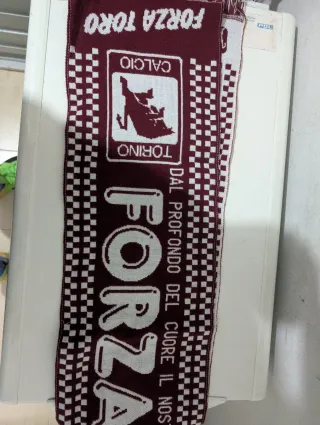 FORZA TORO
TORINO
CALCIO
DAL PROFONDO DEL CUORE IL NOS
FORZA